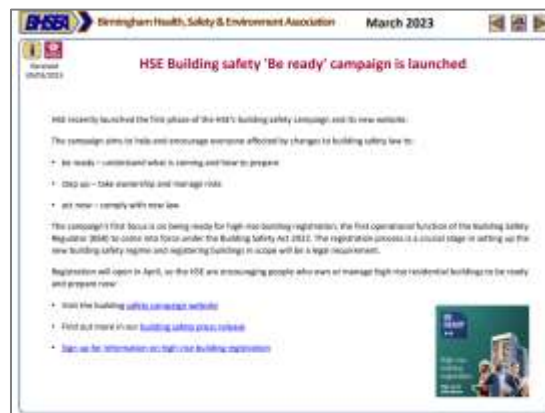 BHSEA Birmingham Health, Safety & Environment Association March 2023
HSE Building safety 'Be ready' campaign is launched
HSE recently launched the first phase of the HSE's building safety campaign and its new website:
The campaign aims to help and encourage everyone affected by changes to building safety law to:
• be ready – understand what is coming and how to prepare
• step up – take ownership and manage risks
• act now – comply with new law
The campaign's first focus is on being ready for high-rise building registration, the first operational function of the Building Safety
Regulator (BSR) to come into force under the Building Safety Act 2022. The registration process is a crucial stage in setting up the
new building safety regime and registering buildings in scope will be a legal requirement.
Registration will open in April, so the HSE are encouraging people who own or manage high-rise residential buildings to be ready
and prepare now:
• Visit the building safety campaign website
• Find out more in our building safety press release
• Sign up for information on high-rise building registration
BE
READY
High-rise
building
registration